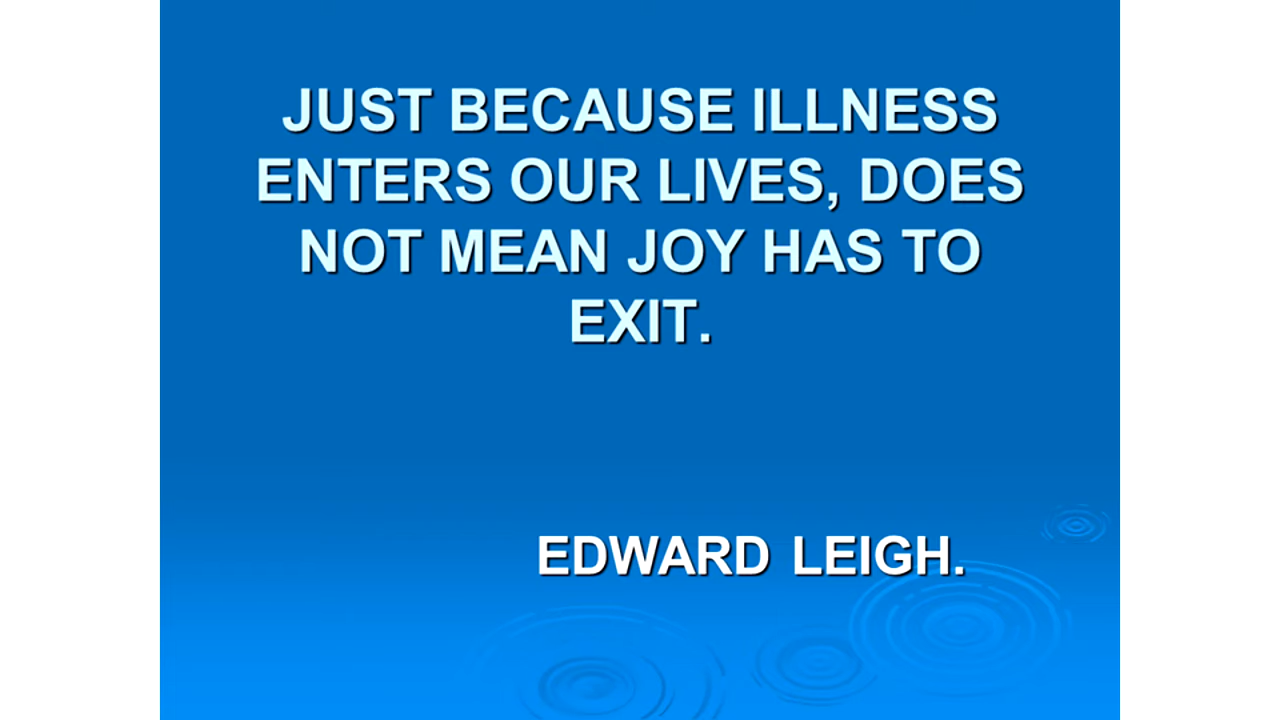 JUST BECAUSE ILLNESS
ENTERS OUR LIVES, DOES
NOT MEAN JOY HAS TO
EXIT.
EDWARD LEIGH.